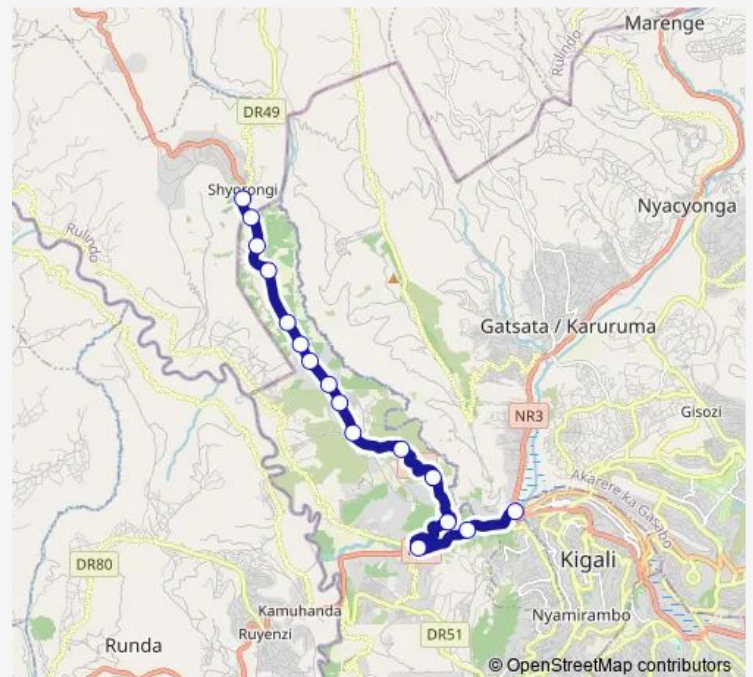 Marenge
Rulindo
DR49
Shyorongi
Nyacyonga
Rulindo
Gatsata / Karuruma
NR3
Gisozi
Akarere ka Gasabo
DR80
Kigali
Kamuhanda
Ruyenzi
Nyamirambo
Runda
DR51
© OpenStreetMap contributors